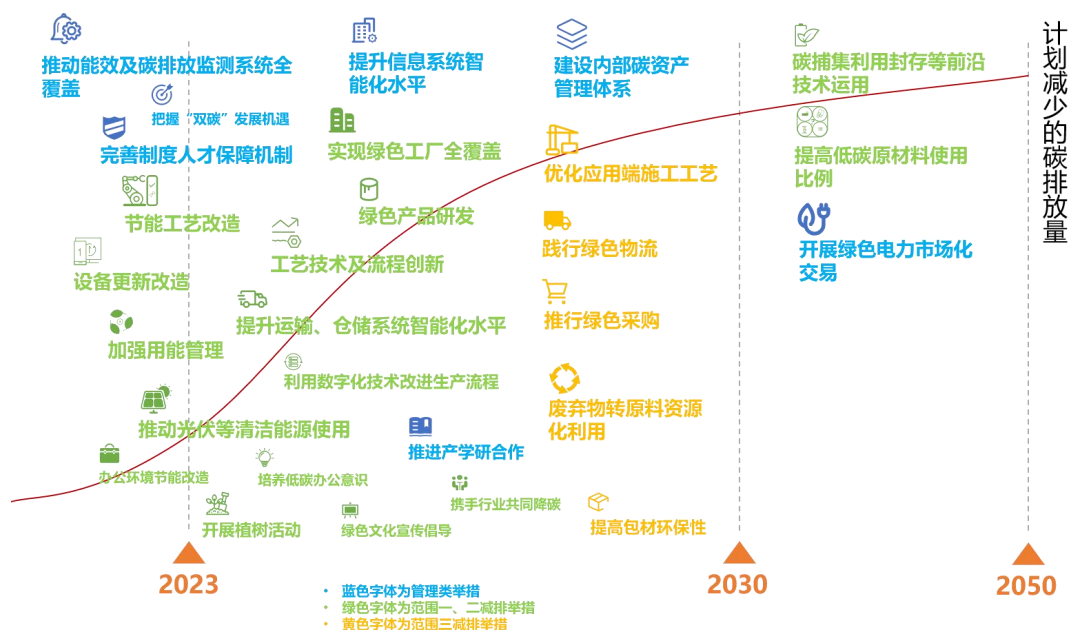 推动能效及碳排放监测系统全
覆盖
把握“双碳”发展机遇
完善制度人才保障机制
节能工艺改造
设备更新改造
加强用能管理
推动光伏等清洁能源使用
办公环境节能改造
开展植树活动
提升信息系统智
能化水平
实现绿色工厂全覆盖
绿色产品研发
工艺技术及流程创新
提升运输、仓储系统智能化水平
利用数字化技术改进生产流程
推进产学研合作
培养低碳办公意识
携手行业共同降碳
绿色文化宣传倡导
建设内部碳资产
管理体系
优化应用端施工工艺
践行绿色物流
推行绿色采购
废弃物转原料资源
化利用
提高包材环保性
碳捕集利用封存等前沿
技术运用
提高低碳原材料使用
比例
开展绿色电力市场化
交易
计划减少的碳排放量
2023
2030
2050
• 蓝色字体为管理类举措
• 绿色字体为范围一、二减排举措
• 黄色字体为范围三减排举措